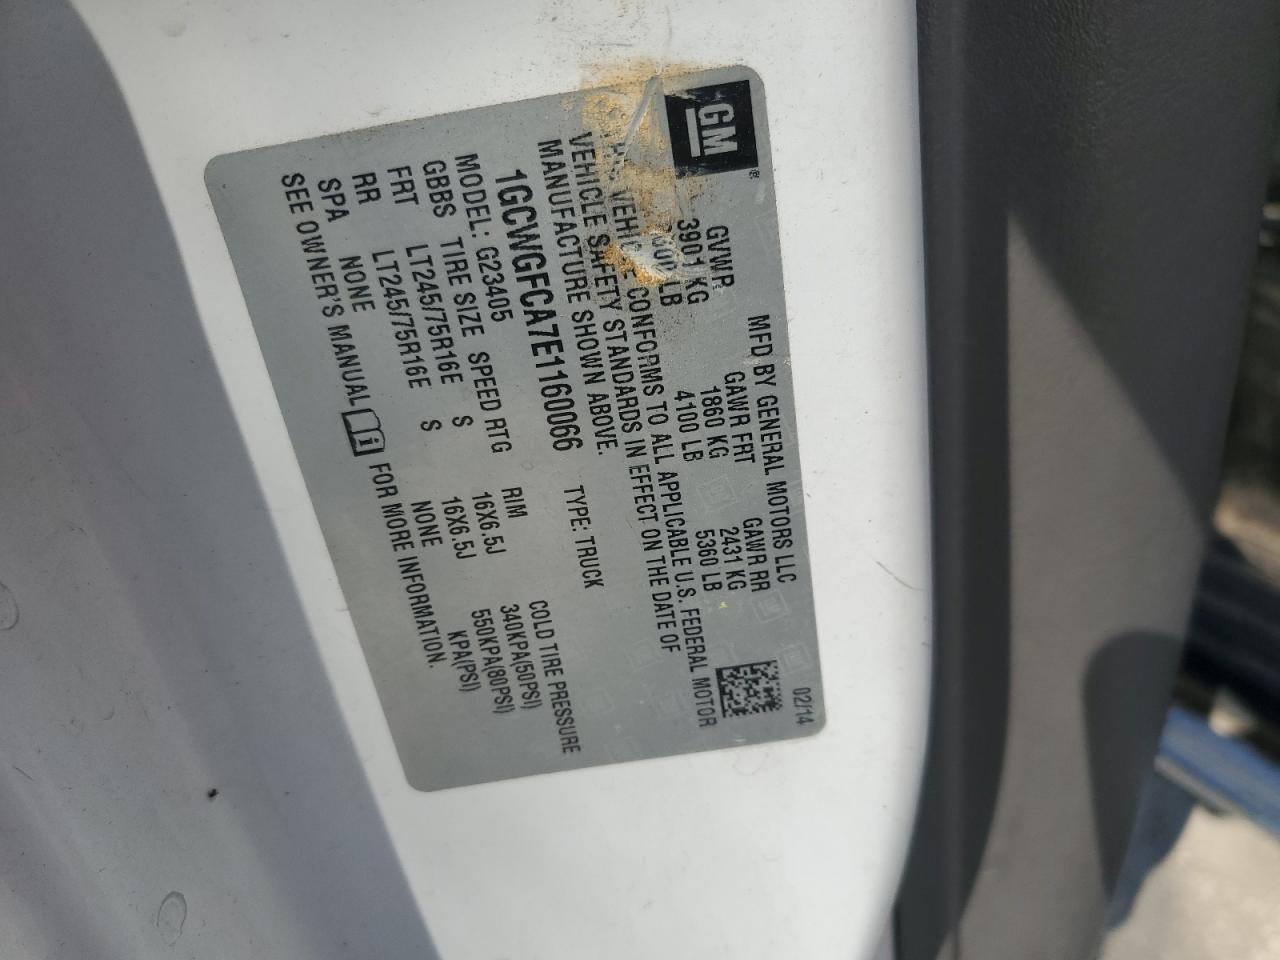 GM
MFD BY GENERAL MOTORS LLC 02/14
GVWR GAWR FRT GAWR RR
3901 KG 1860 KG 2431 KG
LB 4100 LB 5360 LB
VEHICLE CONFORMS TO ALL APPLICABLE U.S. FEDERAL MOTOR
VEHICLE SAFETY STANDARDS IN EFFECT ON THE DATE OF
MANUFACTURE SHOWN ABOVE.
1GCWGFCA7E1160066 TYPE: TRUCK
MODEL: G23405
GBBS TIRE SIZE SPEED RTG RIM COLD TIRE PRESSURE
FRT LT245/75R16E S 16X6.5J 340KPA(50PSI)
RR LT245/75R16E S 16X6.5J 550KPA(80PSI)
SPA NONE NONE KPA(PSI)
SEE OWNER'S MANUAL FOR MORE INFORMATION.